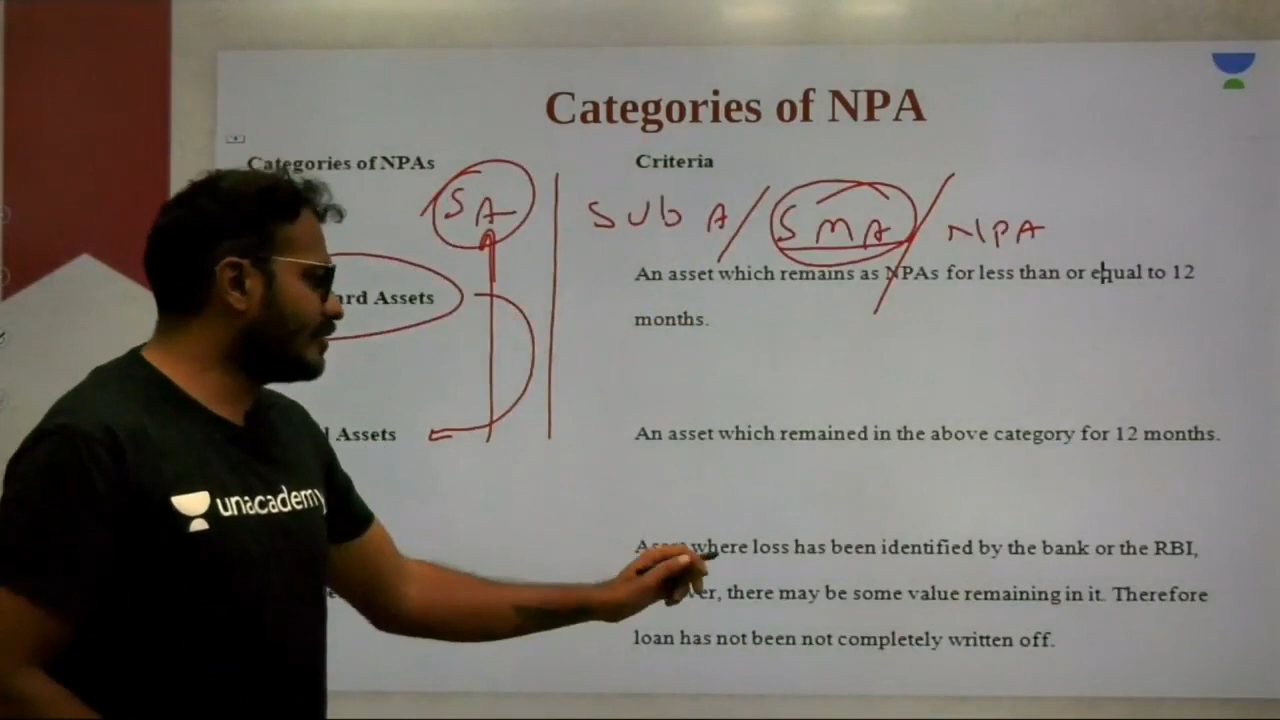 Categories of NPA
Categories of NPAs
Criteria
SA
SUb A / SMA / NPA
An asset which remains as NPAs for less than or equal to 12
months.
ard Assets
Assets
An asset which remained in the above category for 12 months.
where loss has been identified by the bank or the RBI,
er, there may be some value remaining in it. Therefore
loan has not been not completely written off.
unacademy